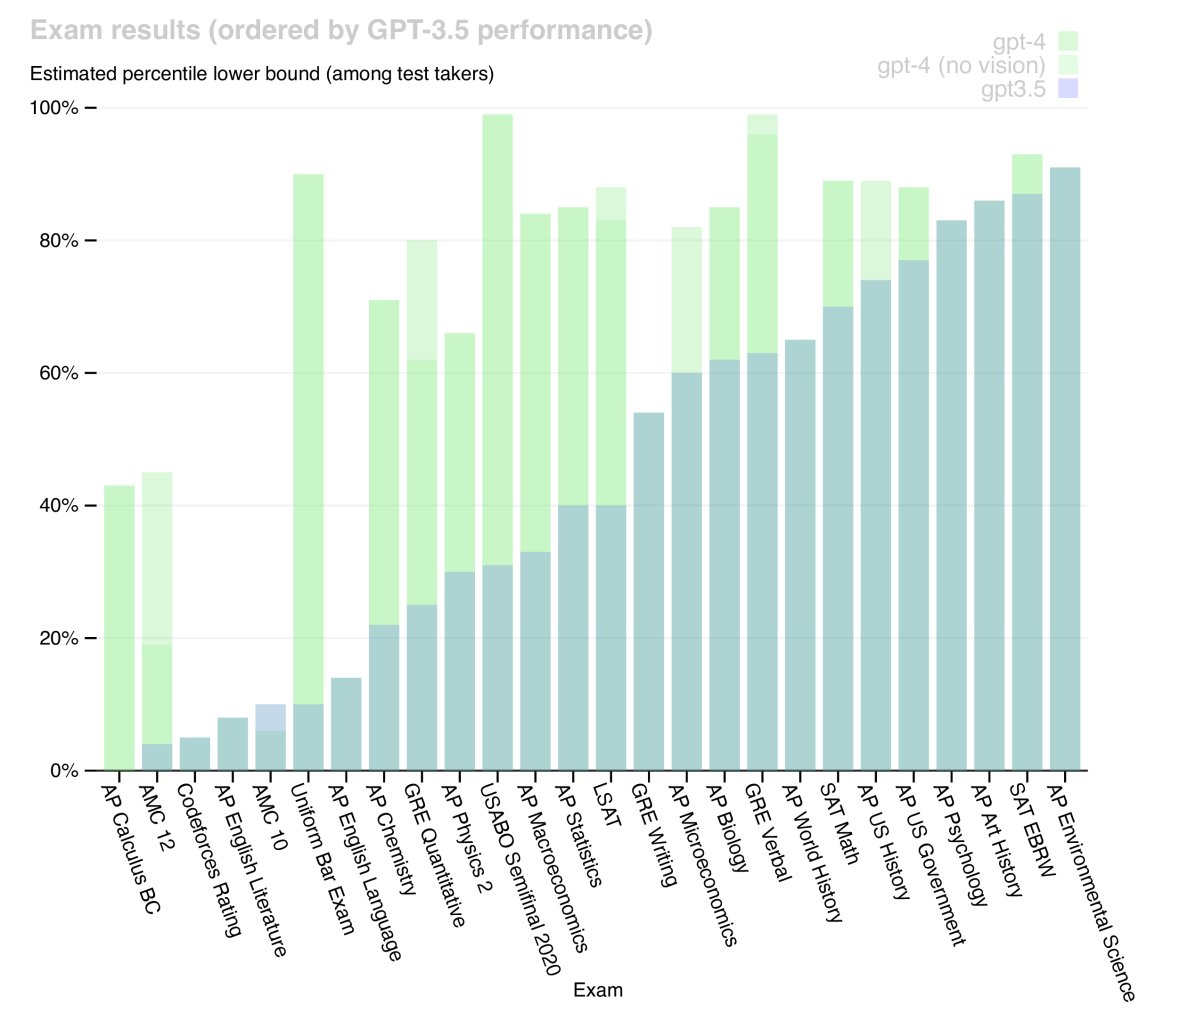 Exam results (ordered by GPT-3.5 performance)
gpt-4
Estimated percentile lower bound (among test takers)
gpt-4 (no vision)
gpt3.5
100%
80%
60%
40%
20%
0%
AP Calculus BC
AMC 12
Codeforces Rating
AP English Literature
AMC 10
Uniform Bar Exam
AP English Language
AP Chemistry
GRE Quantitative
AP Physics 2
USABO Semifinal 2020
AP Macroeconomics
AP Statistics
LSAT
GRE Writing
AP Microeconomics
AP Biology
GRE Verbal
AP World History
SAT Math
AP US History
AP US Government
AP Psychology
AP Art History
SAT EBRW
AP Environmental Science
Exam